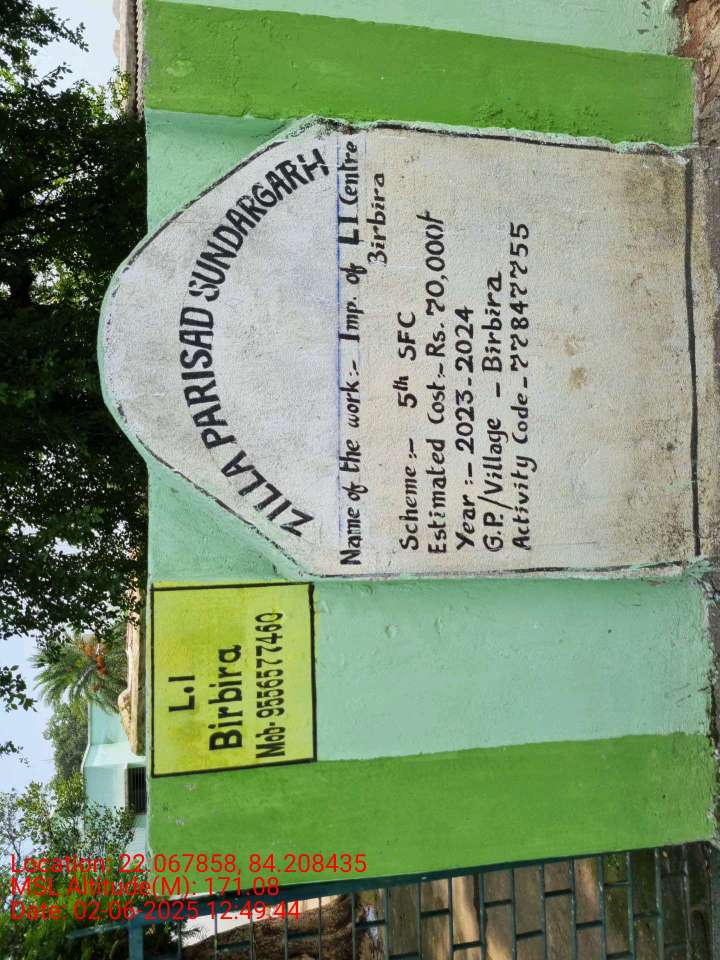 ZILLA PARISAD SUNDARGARH
Name of the work:- Imp. of L I Centre
Birbira
Scheme:- 5th SFC
Estimated Cost:- Rs. 70,000/-
Year :- 2023-2024
G.P./Village - Birbira
Activity Code - 77847755
L.I
Birbira
Mob- 9556577460
Location: 22.067858, 84.208435
MSL Altitude(M): 171.08
Date: 02-06-2025 12:49:44